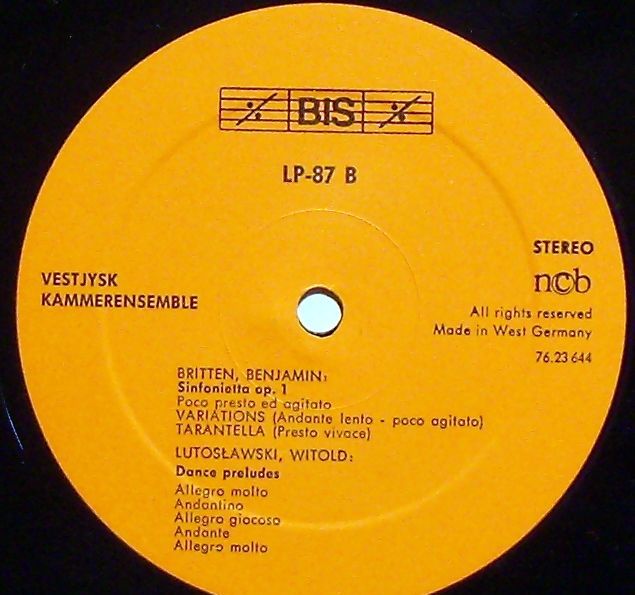 BIS
LP-87 B
STEREO
ncb
VESTJYSK
KAMMERENSEMBLE
All rights reserved
Made in West Germany
76.23 644
BRITTEN, BENJAMIN:
Sinfonietta op. 1
Poco presto ed agitato
VARIATIONS (Andante lento - poco agitato)
TARANTELLA (Presto vivace)
LUTOSŁAWSKI, WITOLD:
Dance preludes
Allegro molto
Andantino
Allegro giocoso
Andante
Allegro molto